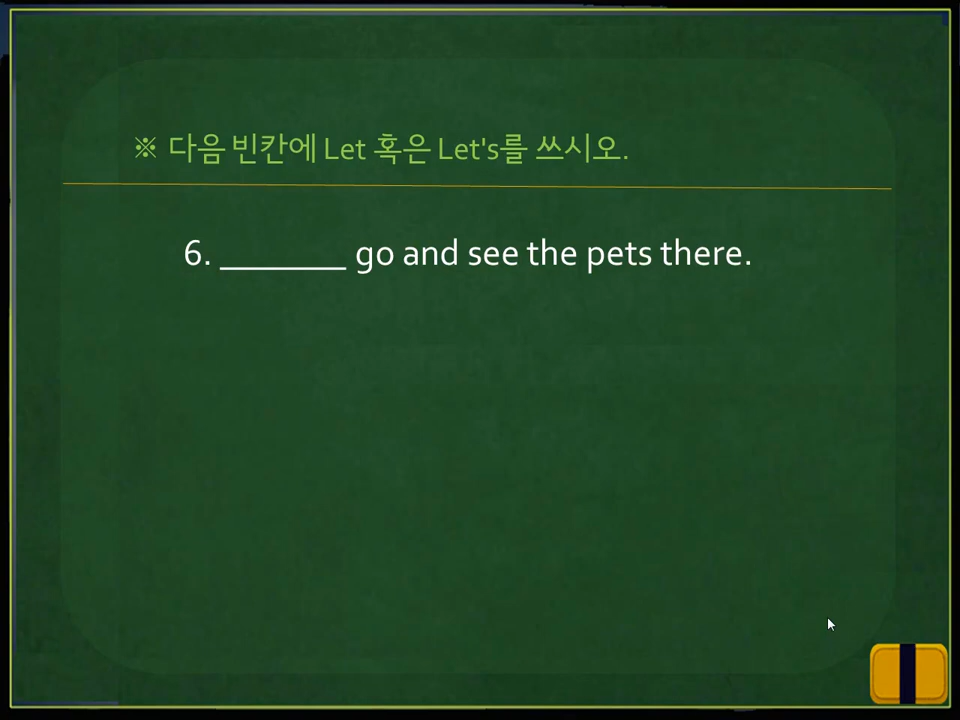 ※ 다음 빈칸에 Let 혹은 Let's를 쓰시오.
6. _______ go and see the pets there.